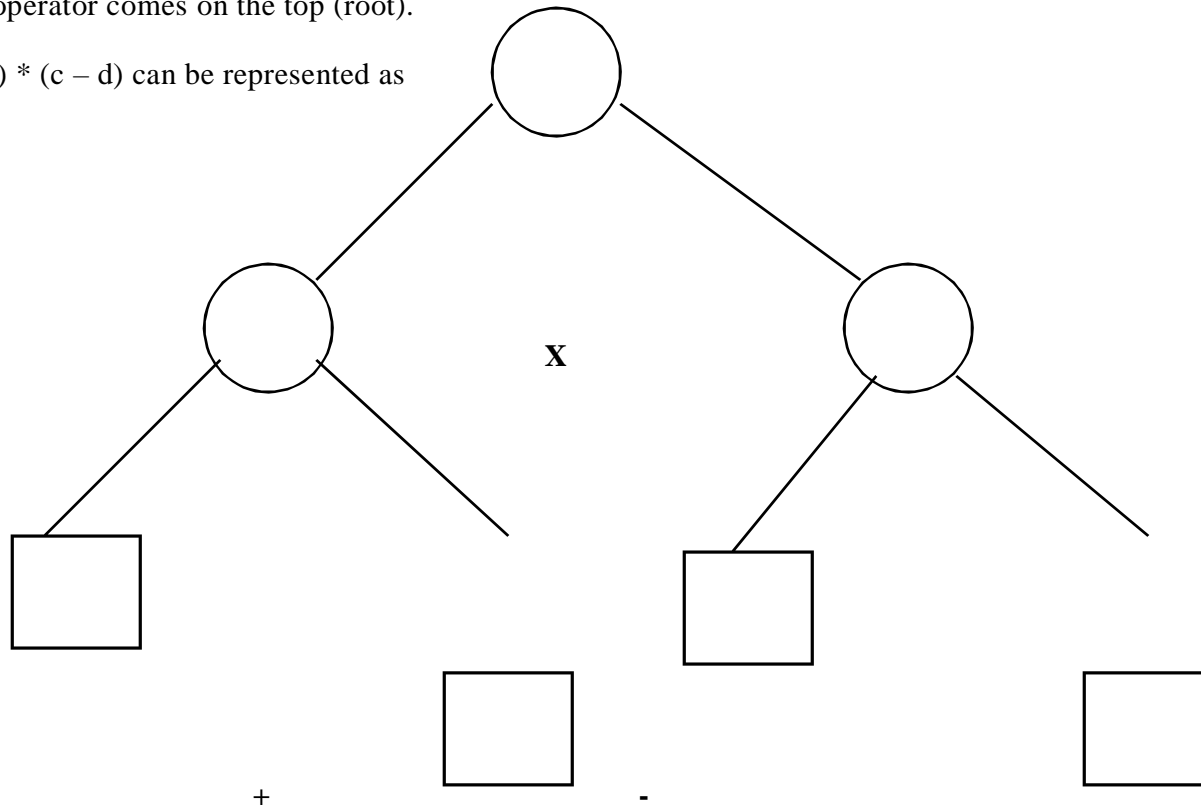 operator comes on the top (root).
) * (c – d) can be represented as
X
+ -